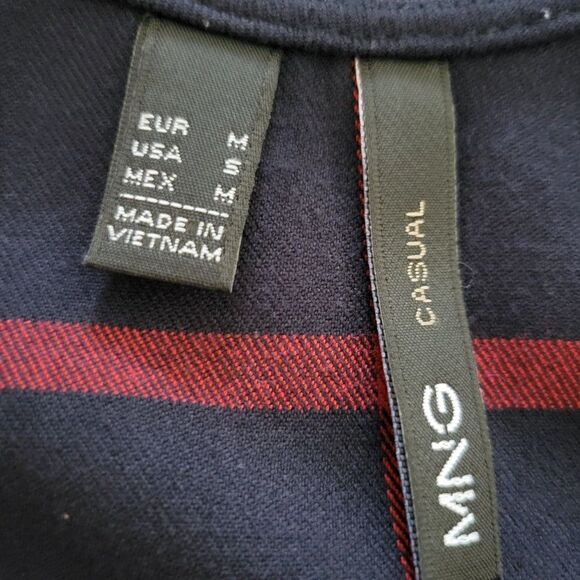 EUR M
USA S
MEX M
MADE IN
VIETNAM
MNG CASUAL